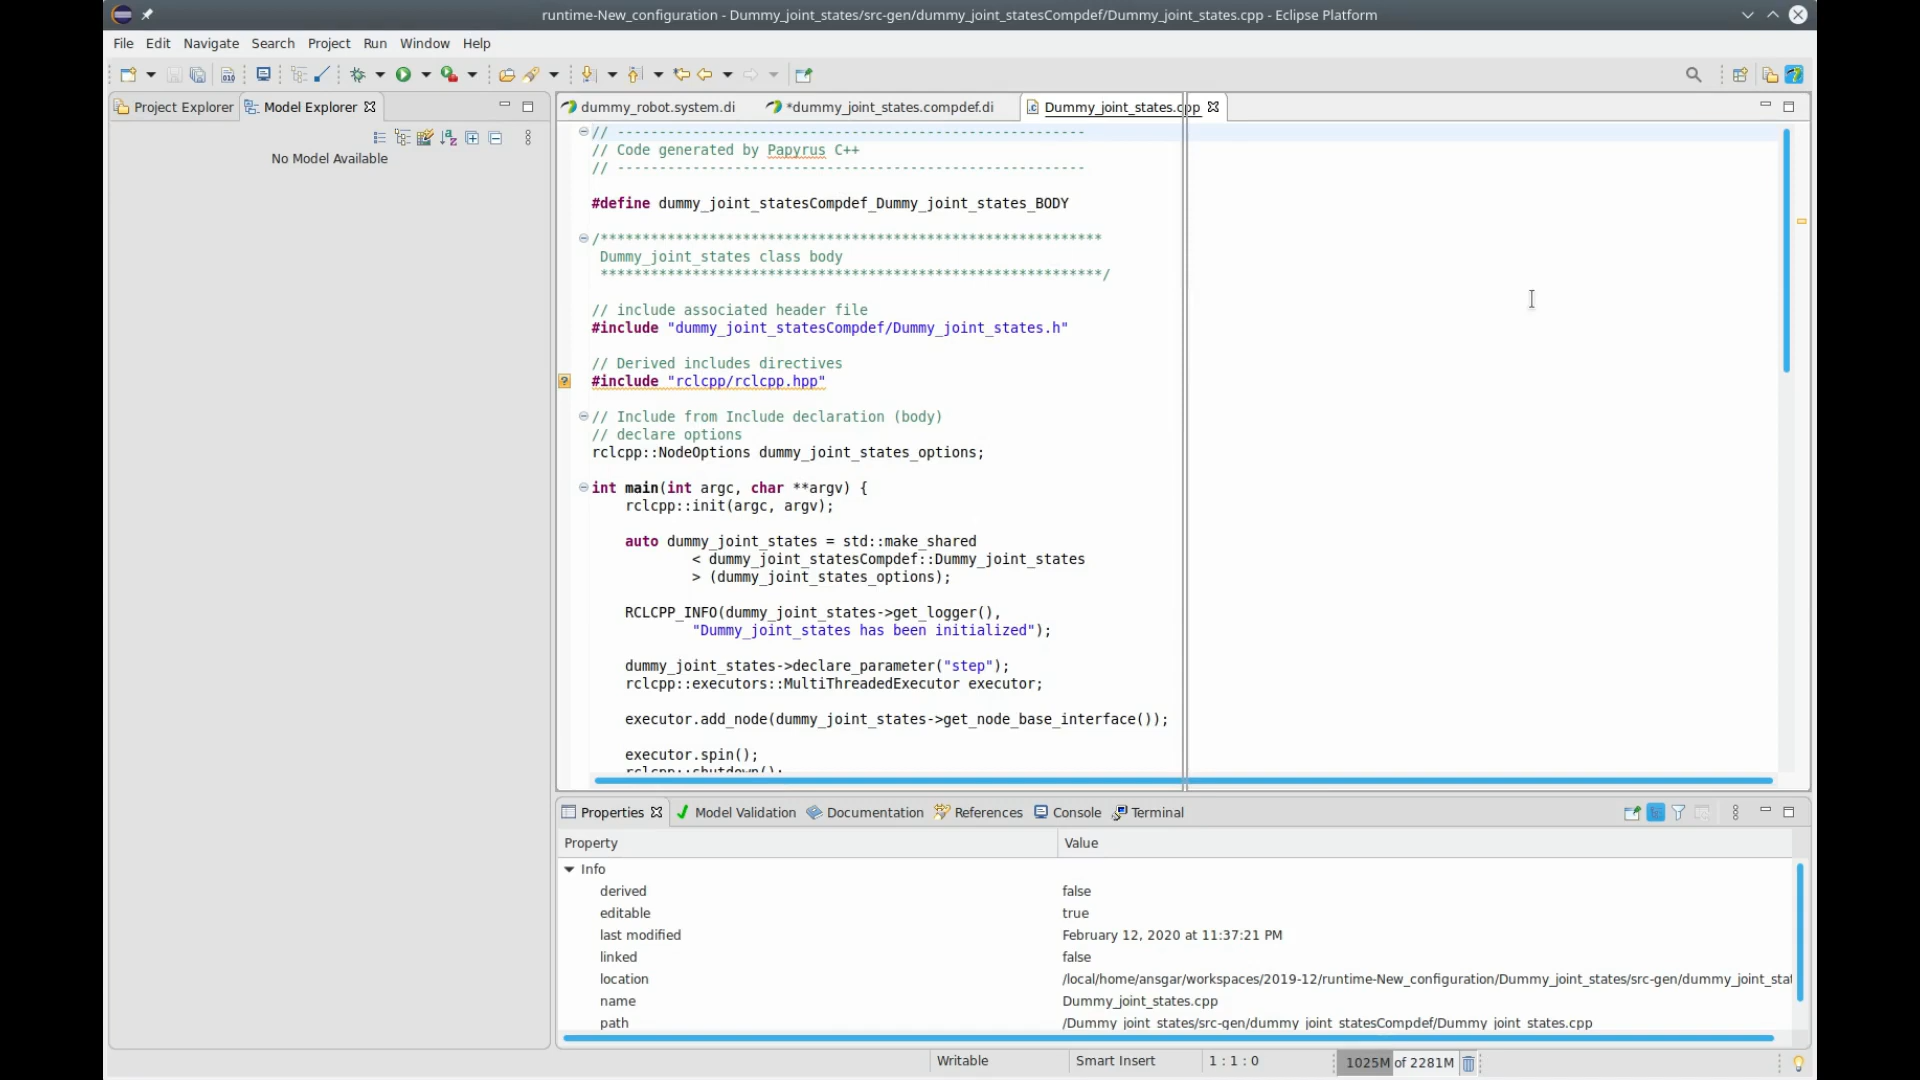 runtime-New_configuration - Dummy_joint_states/src-gen/dummy_joint_statesCompdef/Dummy_joint_states.cpp - Eclipse Platform
File Edit Navigate Search Project Run Window Help
Project Explorer Model Explorer
dummy_robot.system.di *dummy_joint_states.compdef.di Dummy_joint_states.cpp
No Model Available
// --------------------------------------------------------
// Code generated by Papyrus C++
// --------------------------------------------------------
#define dummy_joint_statesCompdef_Dummy_joint_states_BODY
/************************************************************
Dummy_joint_states class body
************************************************************/
// include associated header file
#include "dummy_joint_statesCompdef/Dummy_joint_states.h"
// Derived includes directives
#include "rclcpp/rclcpp.hpp"
// Include from Include declaration (body)
// declare options
rclcpp::NodeOptions dummy_joint_states_options;
int main(int argc, char **argv) {
rclcpp::init(argc, argv);
auto dummy_joint_states = std::make_shared
< dummy_joint_statesCompdef::Dummy_joint_states
> (dummy_joint_states_options);
RCLCPP_INFO(dummy_joint_states->get_logger(),
"Dummy_joint_states has been initialized");
dummy_joint_states->declare_parameter("step");
rclcpp::executors::MultiThreadedExecutor executor;
executor.add_node(dummy_joint_states->get_node_base_interface());
executor.spin();
rclcpp::shutdown();
Properties Model Validation Documentation References Console Terminal
Property Value
Info
derived false
editable true
last modified February 12, 2020 at 11:37:21 PM
linked false
location /local/home/ansgar/workspaces/2019-12/runtime-New_configuration/Dummy_joint_states/src-gen/dummy_joint_stat
name Dummy_joint_states.cpp
path /Dummy_joint_states/src-gen/dummy_joint_statesCompdef/Dummy_joint_states.cpp
Writable Smart Insert 1 : 1 : 0 1025M of 2281M